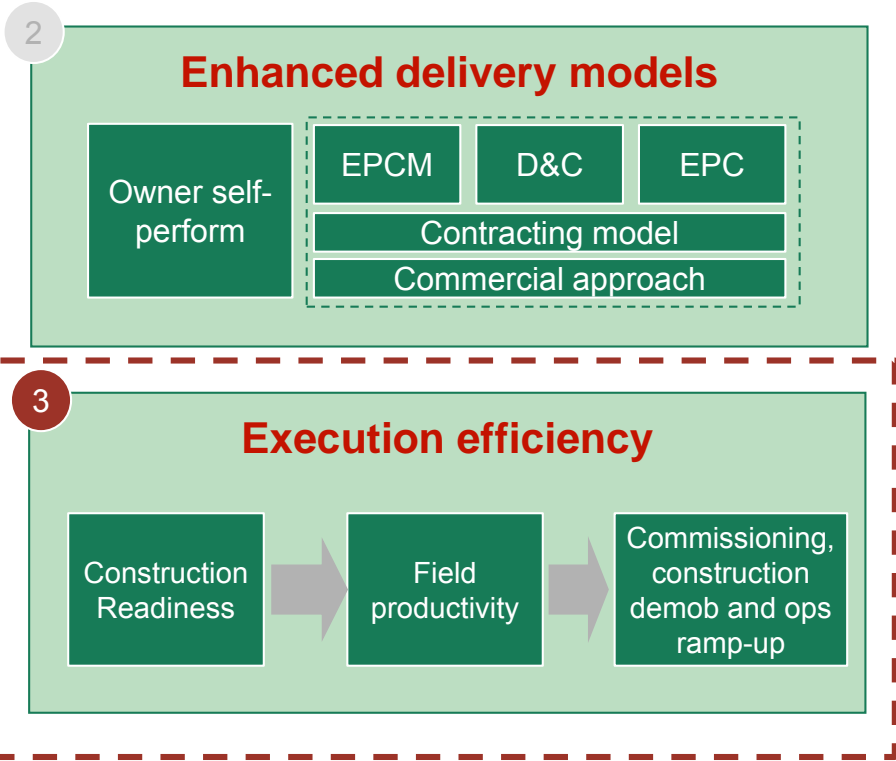 2
Enhanced delivery models
Owner self-
perform
EPCM
D&C
EPC
Contracting model
Commercial approach
3
Execution efficiency
Construction
Readiness
Field
productivity
Commissioning,
construction
demob and ops
ramp-up